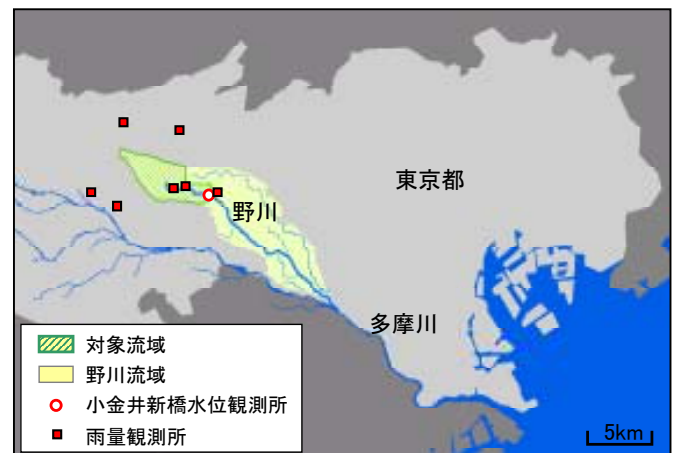 東京都
野川
多摩川
対象流域
野川流域
小金井新橋水位観測所
雨量観測所
5km